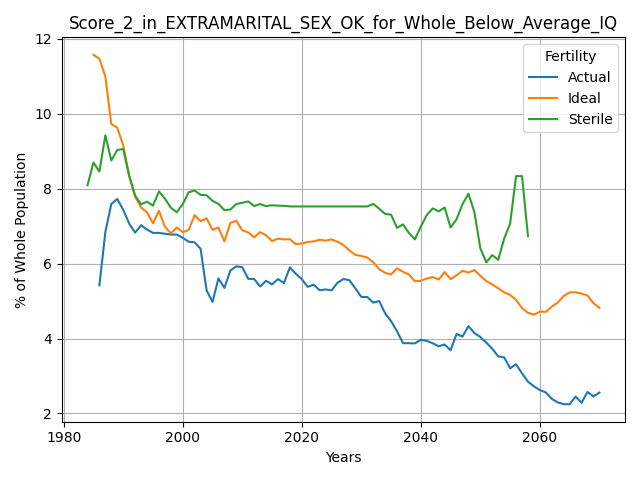 Score_2_in_EXTRAMARITAL_SEX_OK_for_Whole_Below_Average_IQ
Fertility
Actual
Ideal
Sterile
% of Whole Population
12
10
8
6
4
2
1980
2000
2020
2040
2060
Years